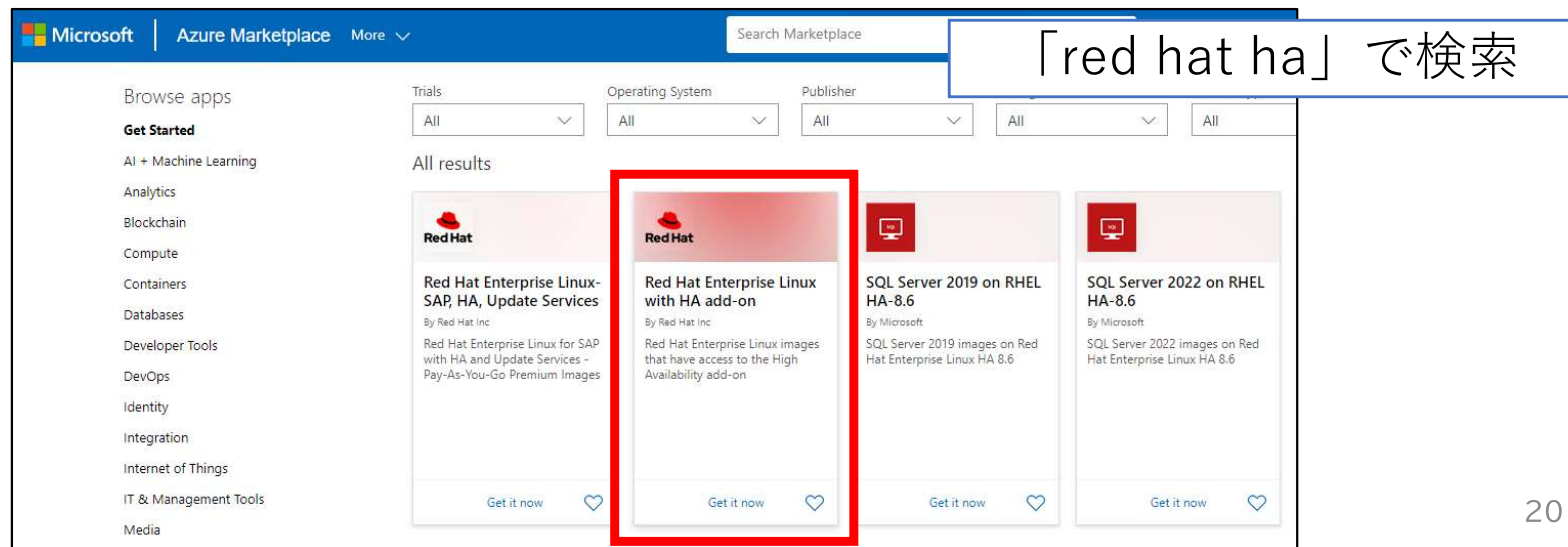 Microsoft
Azure Marketplace
More
Search Marketplace
「red hat ha」で検索
Browse apps
Get Started
AI + Machine Learning
Analytics
Blockchain
Compute
Containers
Databases
Developer Tools
DevOps
Identity
Integration
Internet of Things
IT & Management Tools
Media
Trials
Operating System
Publisher
All
All
All
All
All
All results
Red Hat
Red Hat Enterprise Linux-
SAP, HA, Update Services
By Red Hat Inc
Red Hat Enterprise Linux for SAP
with HA and Update Services -
Pay-As-You-Go Premium Images
Get it now
Red Hat
Red Hat Enterprise Linux
with HA add-on
By Red Hat Inc
Red Hat Enterprise Linux images
that have access to the High
Availability add-on
Get it now
SQL
SQL Server 2019 on RHEL
HA-8.6
By Microsoft
SQL Server 2019 images on Red
Hat Enterprise Linux HA 8.6
Get it now
SQL
SQL Server 2022 on RHEL
HA-8.6
By Microsoft
SQL Server 2022 images on Red
Hat Enterprise Linux HA 8.6
Get it now
20